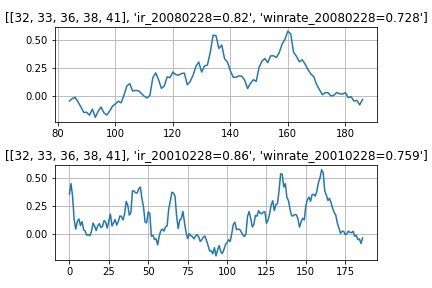 [[32, 33, 36, 38, 41], 'ir_20080228=0.82', 'winrate_20080228=0.728']
0.50
0.25
0.00
80 100 120 140 160 180
[[32, 33, 36, 38, 41], 'ir_20010228=0.86', 'winrate_20010228=0.759']
0.50
0.25
0.00
0 25 50 75 100 125 150 175